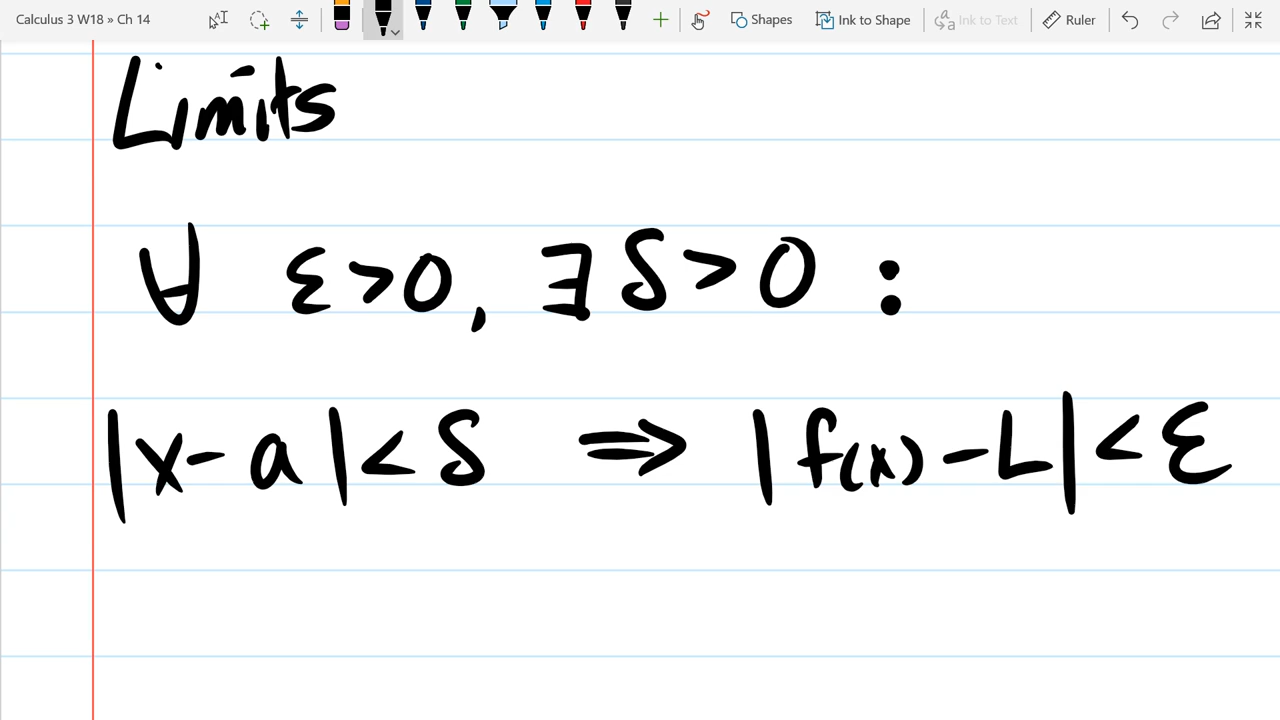 Calculus 3 W18 » Ch 14 Shapes Ink to Shape Ink to Text Ruler
Limits
∀ ε>0, ∃ δ>0 :
|x-a|<δ ⇒ |f(x)-L|<ε